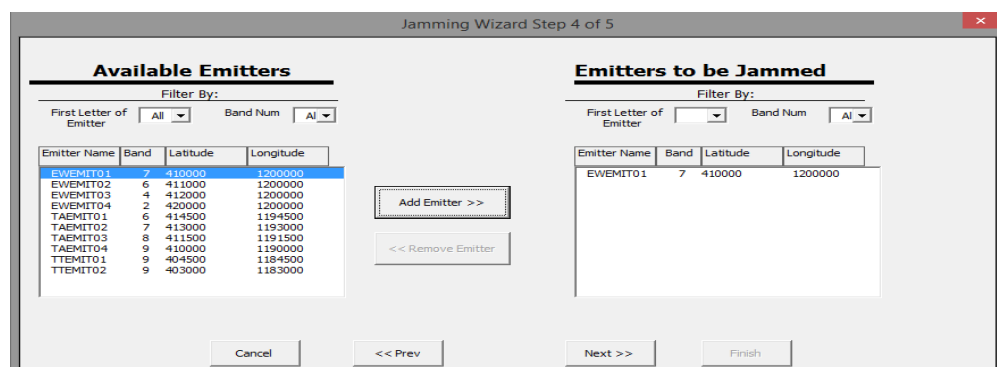 Jamming Wizard Step 4 of 5
Available Emitters
Filter By:
First Letter of Emitter All Band Num Al
Emitter Name Band Latitude Longitude
EWEMIT01 7 410000 1200000
EWEMIT02 6 411000 1200000
EWEMIT03 4 412000 1200000
EWEMIT04 2 420000 1200000
TAEMIT01 6 414500 1194500
TAEMIT02 7 413000 1193000
TAEMIT03 8 411500 1191500
TAEMIT04 9 410000 1190000
TTEMIT01 9 404500 1184500
TTEMIT02 9 403000 1183000
Add Emitter >>
<< Remove Emitter
Emitters to be Jammed
Filter By:
First Letter of Emitter Band Num Al
Emitter Name Band Latitude Longitude
EWEMIT01 7 410000 1200000
Cancel << Prev Next >> Finish